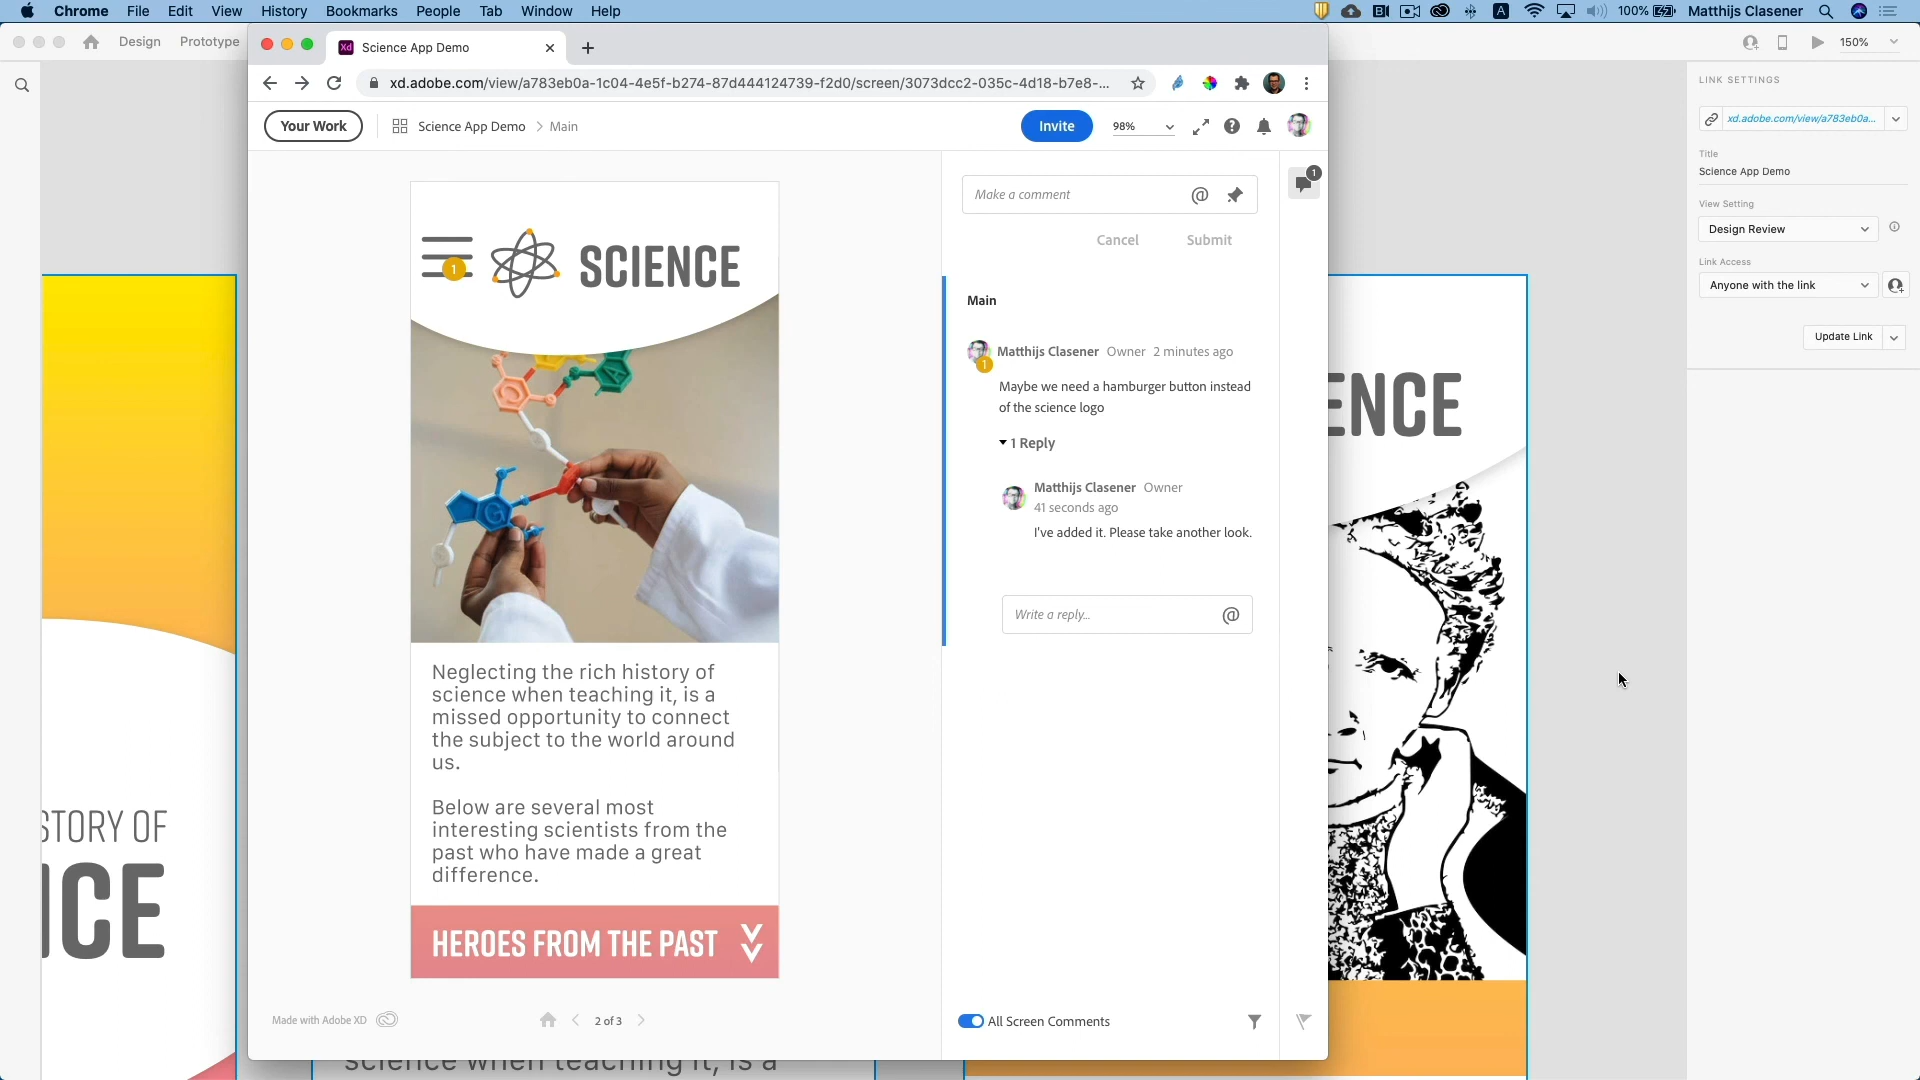 Chrome File Edit View History Bookmarks People Tab Window Help
100% Matthijs Clasener
Design Prototype
150%
Xd Science App Demo
xd.adobe.com/view/a783eb0a-1c04-4e5f-b274-87d444124739-f2d0/screen/3073dcc2-035c-4d18-b7e8-...
Your Work Science App Demo > Main
Invite 98%
1
SCIENCE
1
Make a comment
@
Cancel Submit
Main
Matthijs Clasener Owner 2 minutes ago
1
Maybe we need a hamburger button instead
of the science logo
1 Reply
Matthijs Clasener Owner
41 seconds ago
I've added it. Please take another look.
Write a reply...
@
Neglecting the rich history of
science when teaching it, is a
missed opportunity to connect
the subject to the world around
us.
Below are several most
interesting scientists from the
past who have made a great
difference.
HEROES FROM THE PAST
Made with Adobe XD
2 of 3
All Screen Comments
STORY OF
ICE
ENCE
science when teaching it, is a
LINK SETTINGS
xd.adobe.com/view/a783eb0a...
Title
Science App Demo
View Setting
Design Review
Link Access
Anyone with the link
Update Link